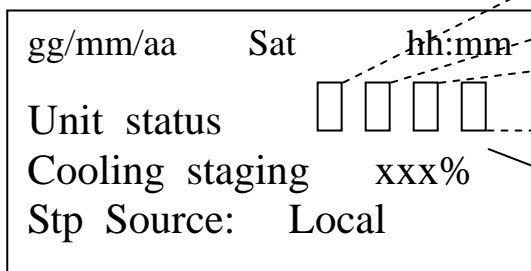 gg/mm/aa Sat hh:mm
Unit status
Cooling staging xxx%
Stp Source: Local